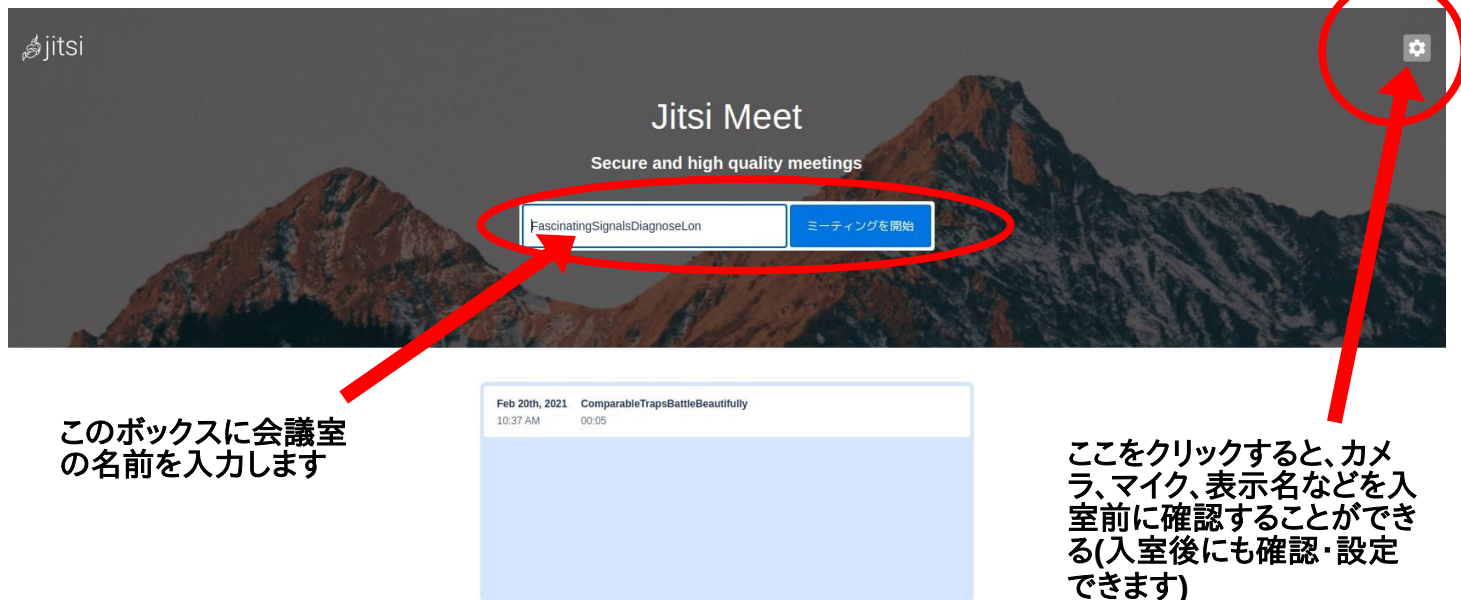 jitsi
Jitsi Meet
Secure and high quality meetings
FascinatingSignalsDiagnoseLon
ミーティングを開始
Feb 20th, 2021 ComparableTrapsBattleBeautifully
10:37 AM 00:05
このボックスに会議室
の名前を入力します
ここをクリックすると、カメ
ラ、マイク、表示名などを入
室前に確認することができ
る(入室後にも確認・設定
できます)